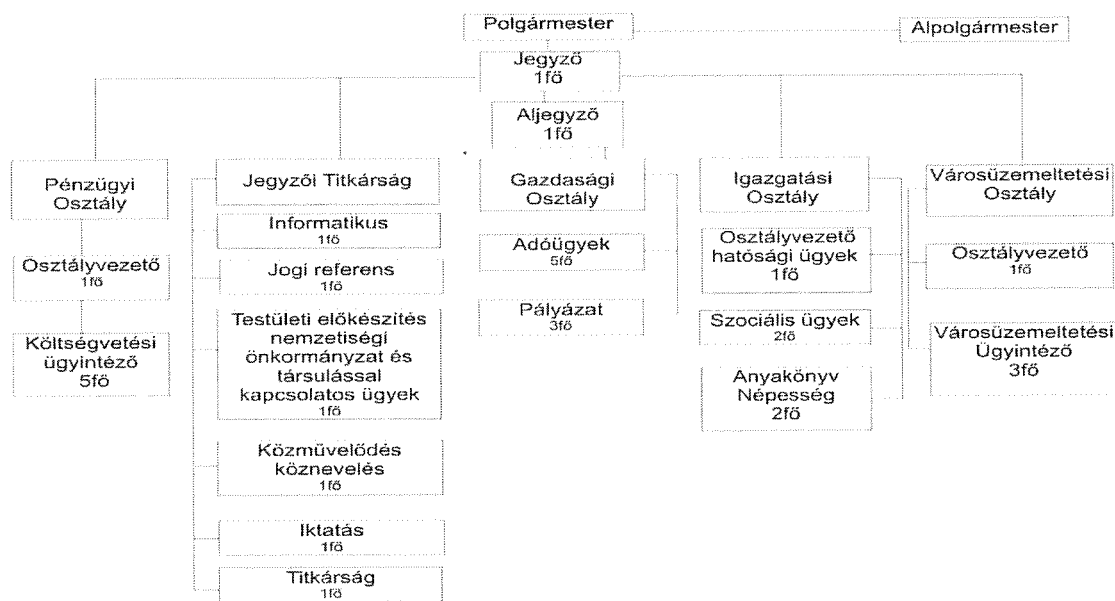 Polgármester
Alpolgármester
Jegyző
1fő
Aljegyző
1fő
Pénzügyi
Osztály
Osztályvezető
1fő
Költségvetési
ügyintéző
5fő
Jegyzői Titkárság
Informatikus
1fő
Jogi referens
1fő
Testületi előkészítés
nemzetiségi
önkormányzat és
társulással
kapcsolatos ügyek
1fő
Közművelődés
köznevelés
1fő
Iktatás
1fő
Titkárság
1fő
Gazdasági
Osztály
Adóügyek
5fő
Pályázat
3fő
Igazgatási
Osztály
Osztályvezető
hatósági ügyek
1fő
Szociális ügyek
2fő
Anyakönyv
Népesség
2fő
Városüzemeltetési
Osztály
Osztályvezető
1fő
Városüzemeltetési
Ügyintéző
3fő